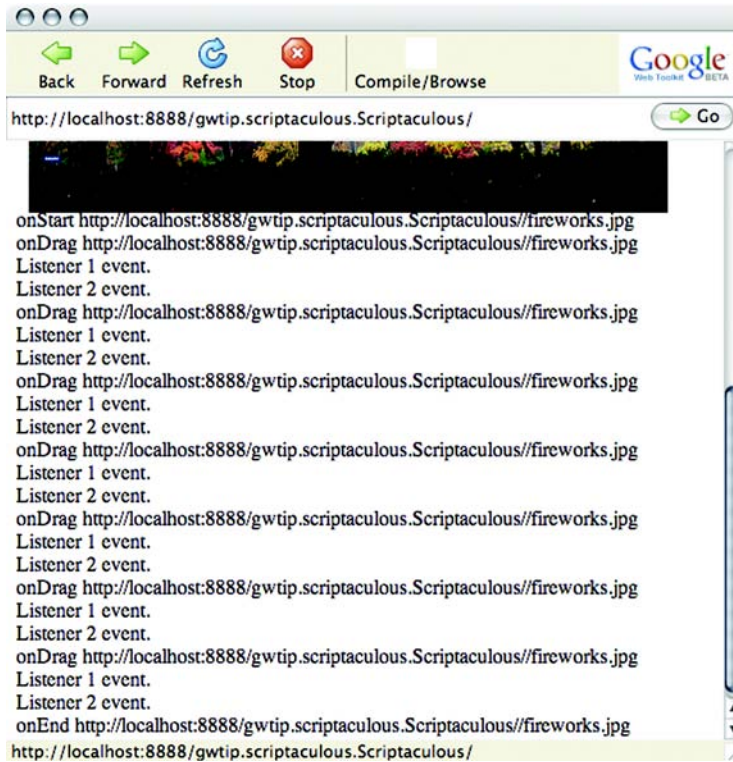 Back Forward Refresh Stop Compile/Browse
Google
Web Toolkit BETA
http://localhost:8888/gwtip.scriptaculous.Scriptaculous/ Go
onStart http://localhost:8888/gwtip.scriptaculous.Scriptaculous//fireworks.jpg
onDrag http://localhost:8888/gwtip.scriptaculous.Scriptaculous//fireworks.jpg
Listener 1 event.
Listener 2 event.
onDrag http://localhost:8888/gwtip.scriptaculous.Scriptaculous//fireworks.jpg
Listener 1 event.
Listener 2 event.
onDrag http://localhost:8888/gwtip.scriptaculous.Scriptaculous//fireworks.jpg
Listener 1 event.
Listener 2 event.
onDrag http://localhost:8888/gwtip.scriptaculous.Scriptaculous//fireworks.jpg
Listener 1 event.
Listener 2 event.
onDrag http://localhost:8888/gwtip.scriptaculous.Scriptaculous//fireworks.jpg
Listener 1 event.
Listener 2 event.
onDrag http://localhost:8888/gwtip.scriptaculous.Scriptaculous//fireworks.jpg
Listener 1 event.
Listener 2 event.
onDrag http://localhost:8888/gwtip.scriptaculous.Scriptaculous//fireworks.jpg
Listener 1 event.
Listener 2 event.
onEnd http://localhost:8888/gwtip.scriptaculous.Scriptaculous//fireworks.jpg
http://localhost:8888/gwtip.scriptaculous.Scriptaculous/